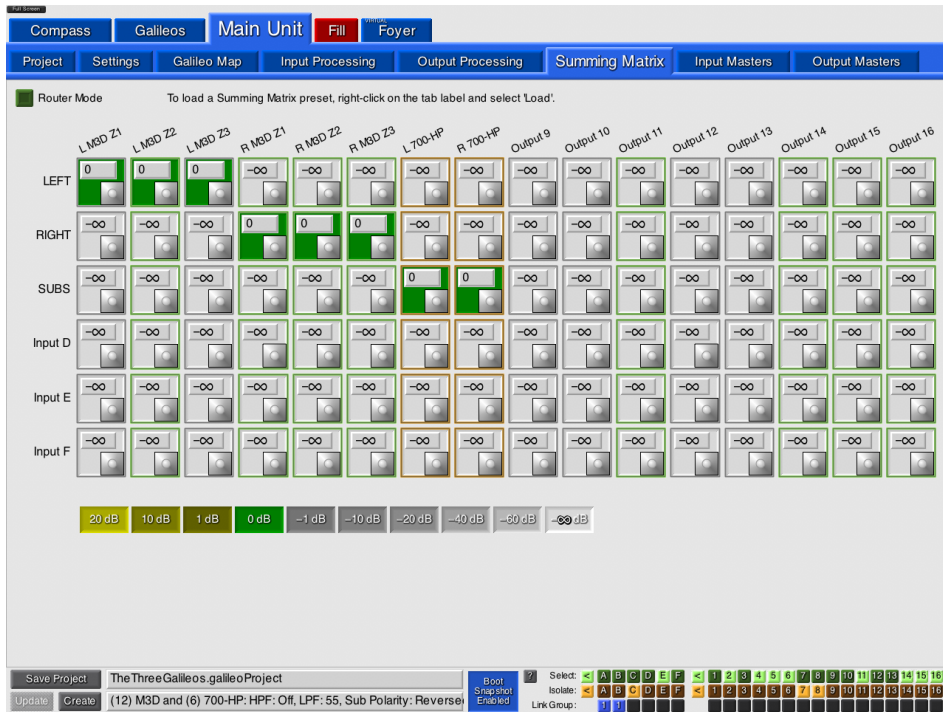 Full Screen
Compass Galileos Main Unit Fill VIRTUAL Foyer
Project Settings Galileo Map Input Processing Output Processing Summing Matrix Input Masters Output Masters
Router Mode To load a Summing Matrix preset, right-click on the tab label and select 'Load'.
L M3D Z1 L M3D Z2 L M3D Z3 R M3D Z1 R M3D Z2 R M3D Z3 L 700-HP R 700-HP Output 9 Output 10 Output 11 Output 12 Output 13 Output 14 Output 15 Output 16
LEFT 0 0 0 -∞ -∞ -∞ -∞ -∞ -∞ -∞ -∞ -∞ -∞ -∞ -∞ -∞
RIGHT -∞ -∞ -∞ 0 0 0 -∞ -∞ -∞ -∞ -∞ -∞ -∞ -∞ -∞ -∞
SUBS -∞ -∞ -∞ -∞ -∞ -∞ 0 0 -∞ -∞ -∞ -∞ -∞ -∞ -∞ -∞
Input D -∞ -∞ -∞ -∞ -∞ -∞ -∞ -∞ -∞ -∞ -∞ -∞ -∞ -∞ -∞ -∞
Input E -∞ -∞ -∞ -∞ -∞ -∞ -∞ -∞ -∞ -∞ -∞ -∞ -∞ -∞ -∞ -∞
Input F -∞ -∞ -∞ -∞ -∞ -∞ -∞ -∞ -∞ -∞ -∞ -∞ -∞ -∞ -∞ -∞
20 dB 10 dB 1 dB 0 dB -1 dB -10 dB -20 dB -40 dB -60 dB -∞ dB
Save Project TheThreeGalileos.galileoProject Boot Snapshot Enabled ? Select: < A B C D E F < 1 2 3 4 5 6 7 8 9 10 11 12 13 14 15 16
Update Create (12) M3D and (6) 700-HP: HPF: Off, LPF: 55, Sub Polarity: Reverse Isolate: < A B C D E F < 1 2 3 4 5 6 7 8 9 10 11 12 13 14 15 16
Link Group: 1 1